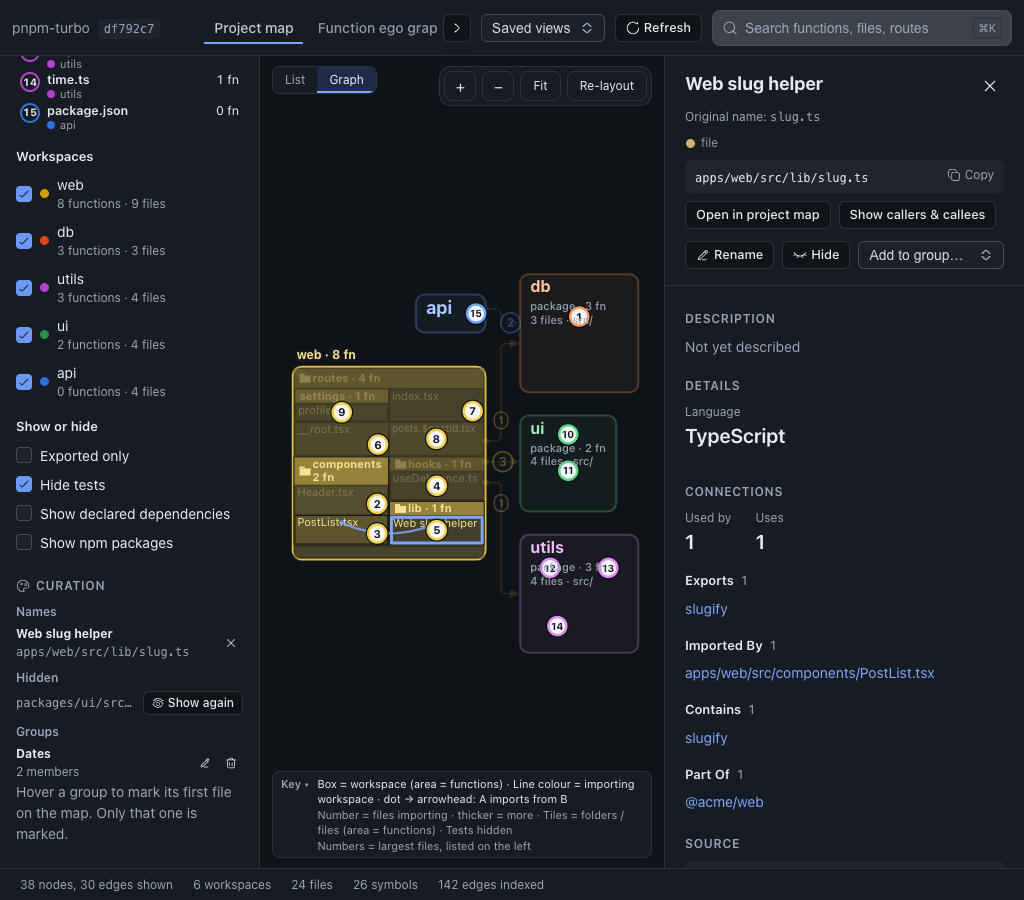 pnpm-turbo df792c7 Project map Function ego grap Saved views Refresh Search functions, files, routes ⌘K
utils
14 time.ts 1 fn
utils
15 package.json 0 fn
api
Workspaces
web
8 functions · 9 files
db
3 functions · 3 files
utils
3 functions · 4 files
ui
2 functions · 4 files
api
0 functions · 4 files
Show or hide
Exported only
Hide tests
Show declared dependencies
Show npm packages
CURATION
Names
Web slug helper
apps/web/src/lib/slug.ts
Hidden
packages/ui/src… Show again
Groups
Dates
2 members
Hover a group to mark its first file
on the map. Only that one is
marked.
List Graph + − Fit Re-layout
api 15
2
db
package · 3 fn
3 files · src/
1
web · 8 fn
routes · 4 fn
settings · 1 fn
index.tsx
9
7
__root.tsx
6
8
components
2 fn
hooks · 1 fn
4
Header.tsx
2
lib · 1 fn
PostList.tsx
3
Web slug helper
5
1
3
1
ui
10
package · 2 fn
4 files · src/
11
utils
package · 3 fn
12
13
4 files · src/
14
Key Box = workspace (area = functions) · Line colour = importing
workspace · dot → arrowhead: A imports from B
Number = files importing · thicker = more · Tiles = folders /
files (area = functions) · Tests hidden
Numbers = largest files, listed on the left
Web slug helper
Original name: slug.ts
file
apps/web/src/lib/slug.ts Copy
Open in project map Show callers & callees
Rename Hide Add to group…
DESCRIPTION
Not yet described
DETAILS
Language
TypeScript
CONNECTIONS
Used by Uses
1 1
Exports 1
slugify
Imported By 1
apps/web/src/components/PostList.tsx
Contains 1
slugify
Part Of 1
@acme/web
SOURCE
38 nodes, 30 edges shown 6 workspaces 24 files 26 symbols 142 edges indexed